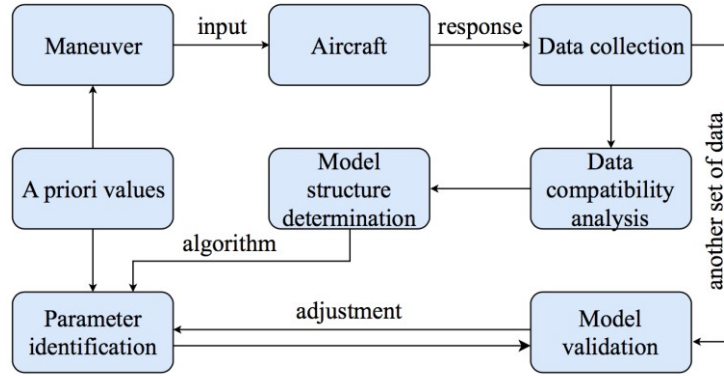 Maneuver
input
Aircraft
response
Data collection
A priori values
Model
structure
determination
Data
compatibility
analysis
another set of data
algorithm
Parameter
identification
adjustment
Model
validation